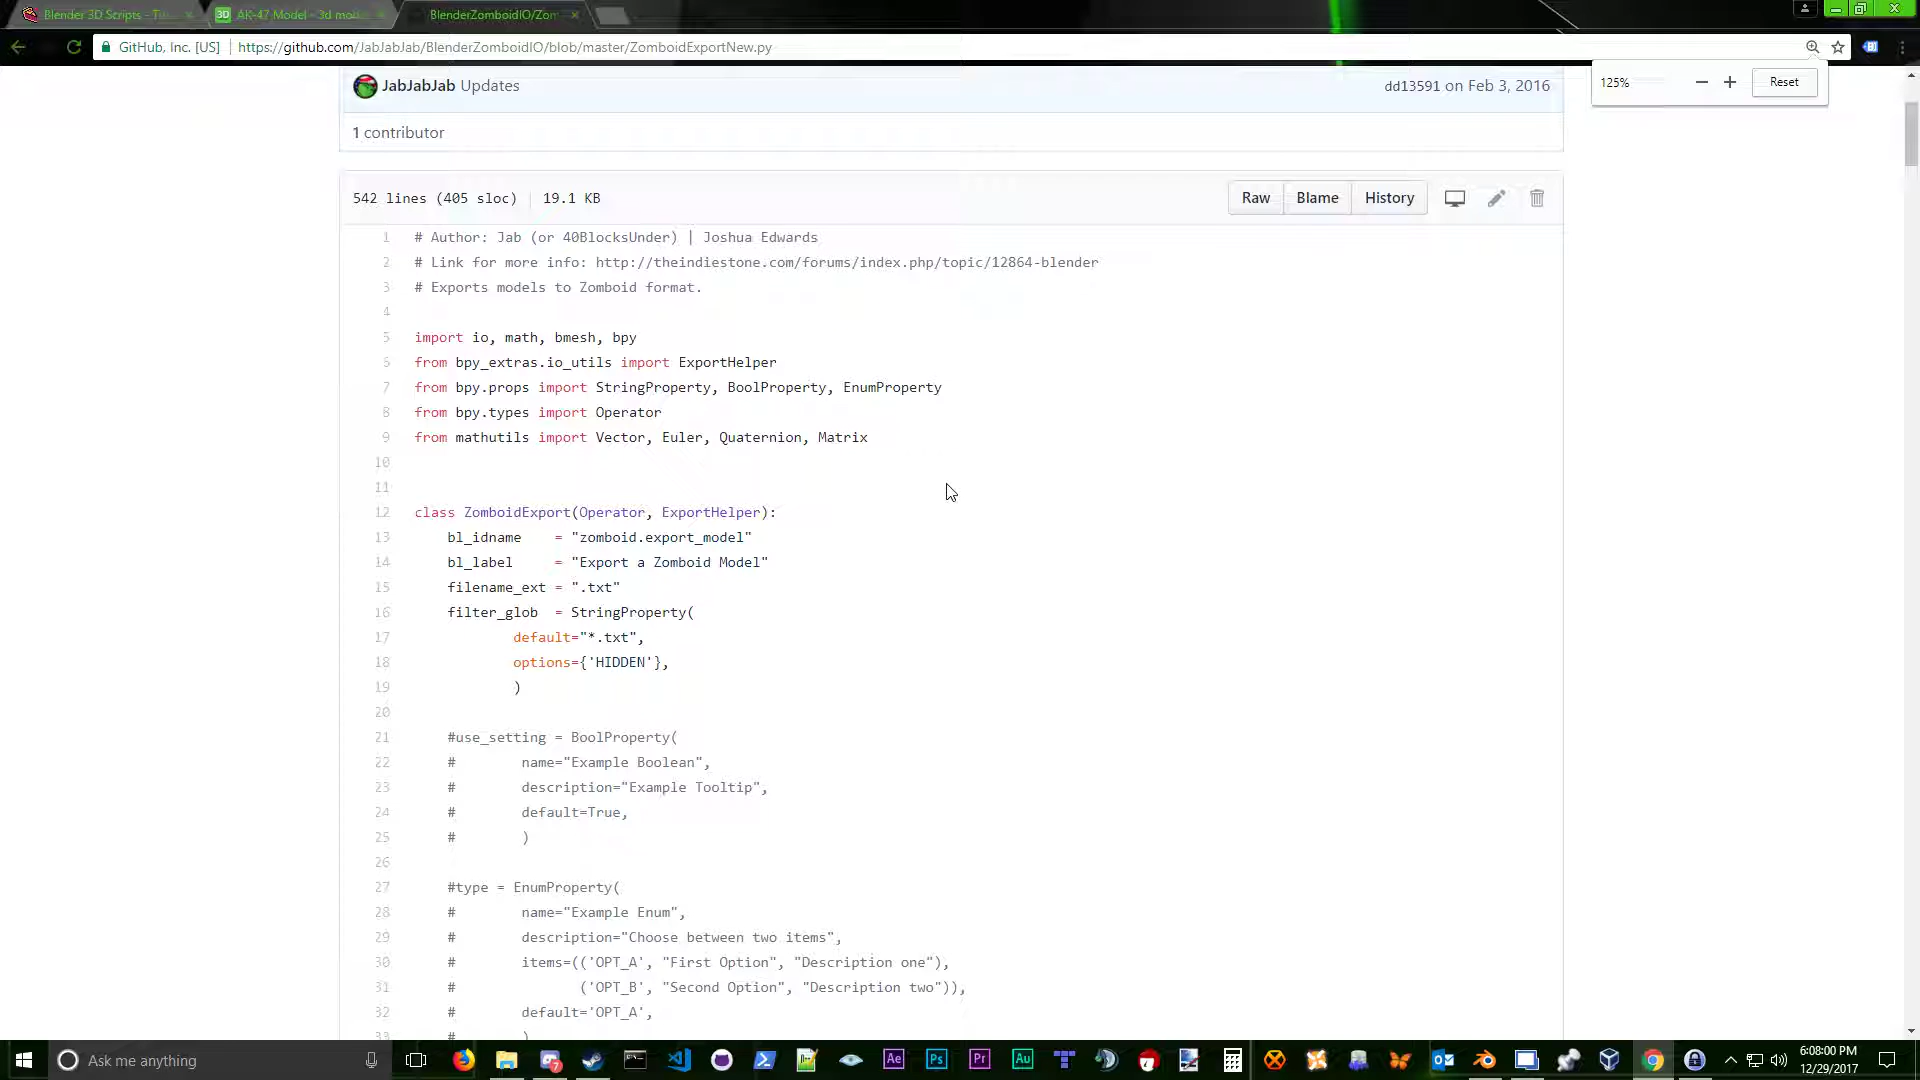 Blender 3D Scripts - T
AK-47 Model - 3d mod
BlenderZomboidIO/Zom
GitHub, Inc. [US]
https://github.com/JabJabJab/BlenderZomboidIO/blob/master/ZomboidExportNew.py
125%
Reset
JabJabJab Updates
dd13591 on Feb 3, 2016
1 contributor
542 lines (405 sloc)
19.1 KB
Raw
Blame
History
1 # Author: Jab (or 40BlocksUnder) | Joshua Edwards
2 # Link for more info: http://theindiestone.com/forums/index.php/topic/12864-blender
3 # Exports models to Zomboid format.
4
5 import io, math, bmesh, bpy
6 from bpy_extras.io_utils import ExportHelper
7 from bpy.props import StringProperty, BoolProperty, EnumProperty
8 from bpy.types import Operator
9 from mathutils import Vector, Euler, Quaternion, Matrix
10
11
12 class ZomboidExport(Operator, ExportHelper):
13 bl_idname = "zomboid.export_model"
14 bl_label = "Export a Zomboid Model"
15 filename_ext = ".txt"
16 filter_glob = StringProperty(
17 default="*.txt",
18 options={'HIDDEN'},
19 )
20
21 #use_setting = BoolProperty(
22 # name="Example Boolean",
23 # description="Example Tooltip",
24 # default=True,
25 # )
26
27 #type = EnumProperty(
28 # name="Example Enum",
29 # description="Choose between two items",
30 # items=(('OPT_A', "First Option", "Description one"),
31 # ('OPT_B', "Second Option", "Description two")),
32 # default='OPT_A',
33 # )
Ask me anything
6:08:00 PM
12/29/2017